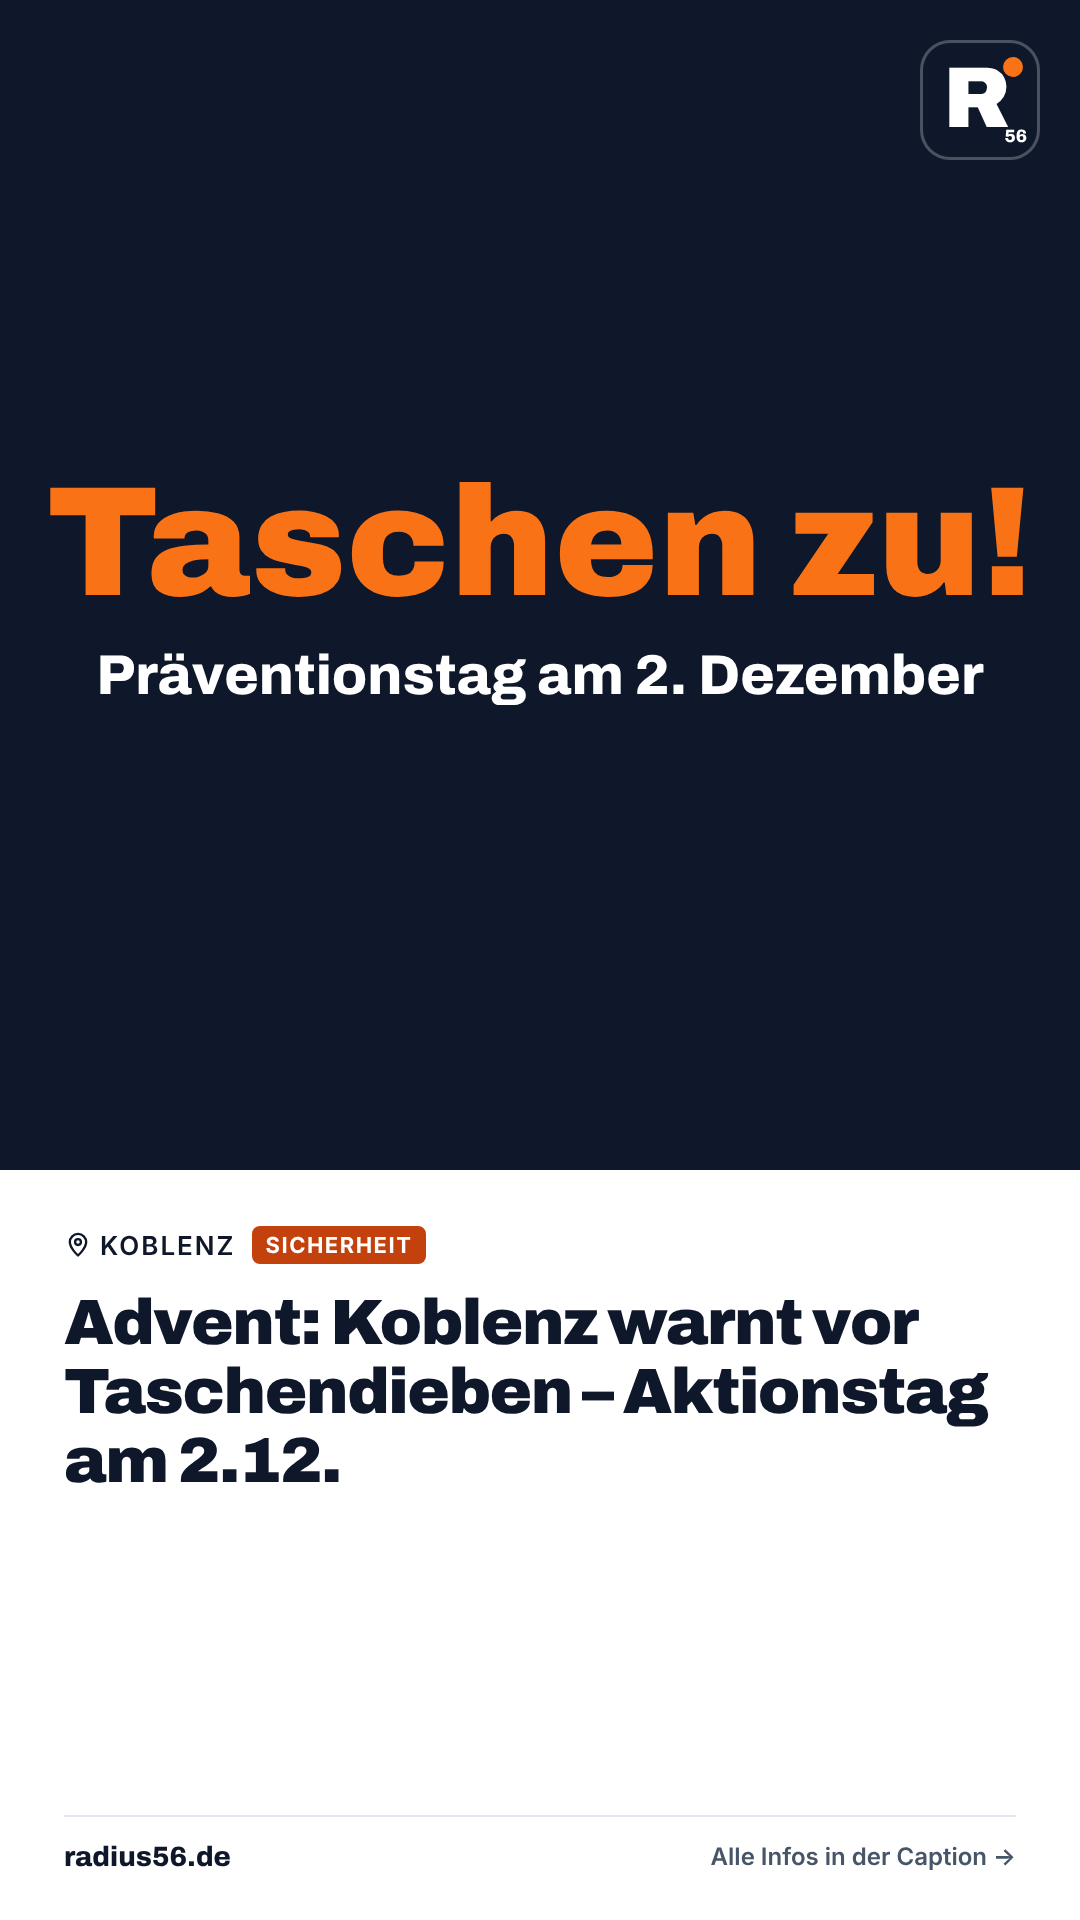 R
56
Taschen zu!
Präventionstag am 2. Dezember
KOBLENZ SICHERHEIT
Advent: Koblenz warnt vor
Taschendieben – Aktionstag
am 2.12.
radius56.de
Alle Infos in der Caption →